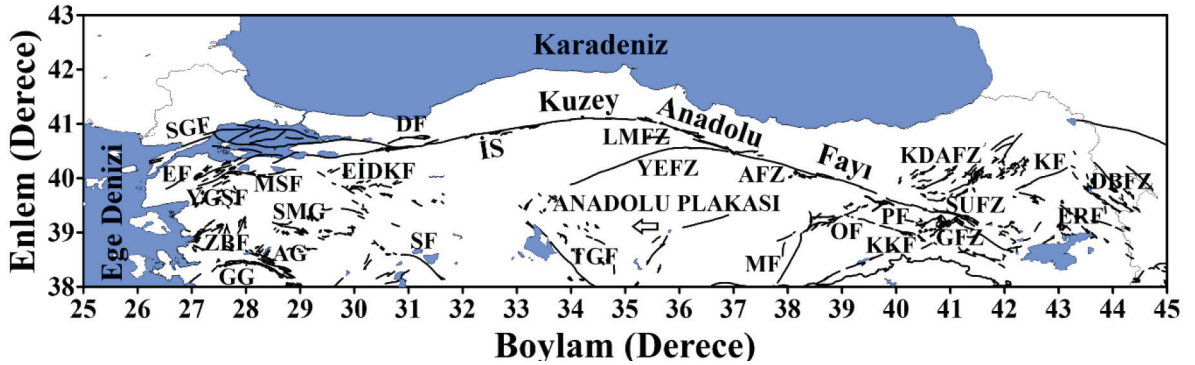 Enlem (Derece)
43
42
41
40
39
38
Karadeniz
Kuzey Anadolu Fayı
Ege Denizi
SGF
DF
İS
LMFZ
YEFZ
AFZ
KDAFZ
KF
DBFZ
EF
MSF
EİDKF
YGSF
SMG
ANADOLU PLAKASI
PF
SUFZ
ERF
ZBF
AG
SF
TGF
OF
GFZ
KKF
MF
GG
25 26 27 28 29 30 31 32 33 34 35 36 37 38 39 40 41 42 43 44 45
Boylam (Derece)